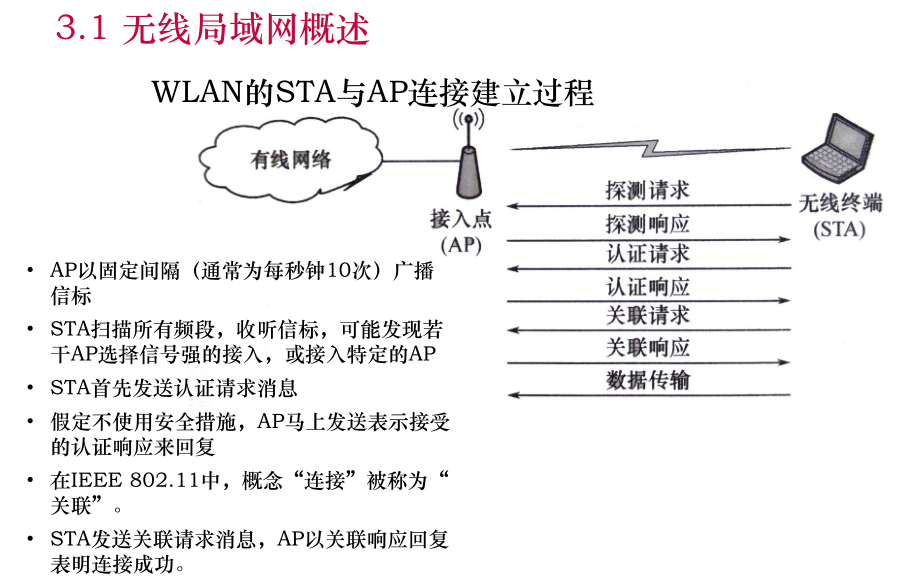 3.1 无线局域网概述
WLAN的STA与AP连接建立过程
有线网络
接入点
(AP)
无线终端
(STA)
探测请求
探测响应
认证请求
认证响应
关联请求
关联响应
数据传输
• AP以固定间隔（通常为每秒钟10次）广播
信标
• STA扫描所有频段，收听信标，可能发现若
干AP选择信号强的接入，或接入特定的AP
• STA首先发送认证请求消息
• 假定不使用安全措施，AP马上发送表示接受
的认证响应来回复
• 在IEEE 802.11中，概念“连接”被称为“
关联”。
• STA发送关联请求消息，AP以关联响应回复
表明连接成功。